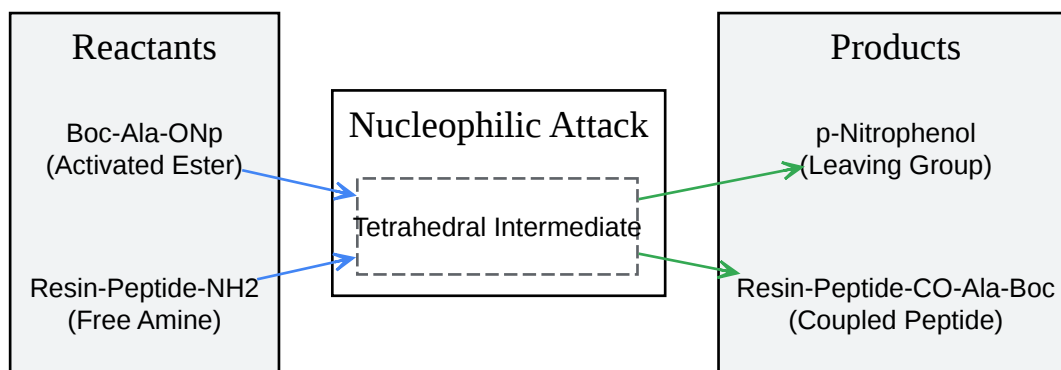 Reactants
Boc-Ala-ONp
(Activated Ester)
Resin-Peptide-NH2
(Free Amine)
Nucleophilic Attack
Tetrahedral Intermediate
Products
p-Nitrophenol
(Leaving Group)
Resin-Peptide-CO-Ala-Boc
(Coupled Peptide)